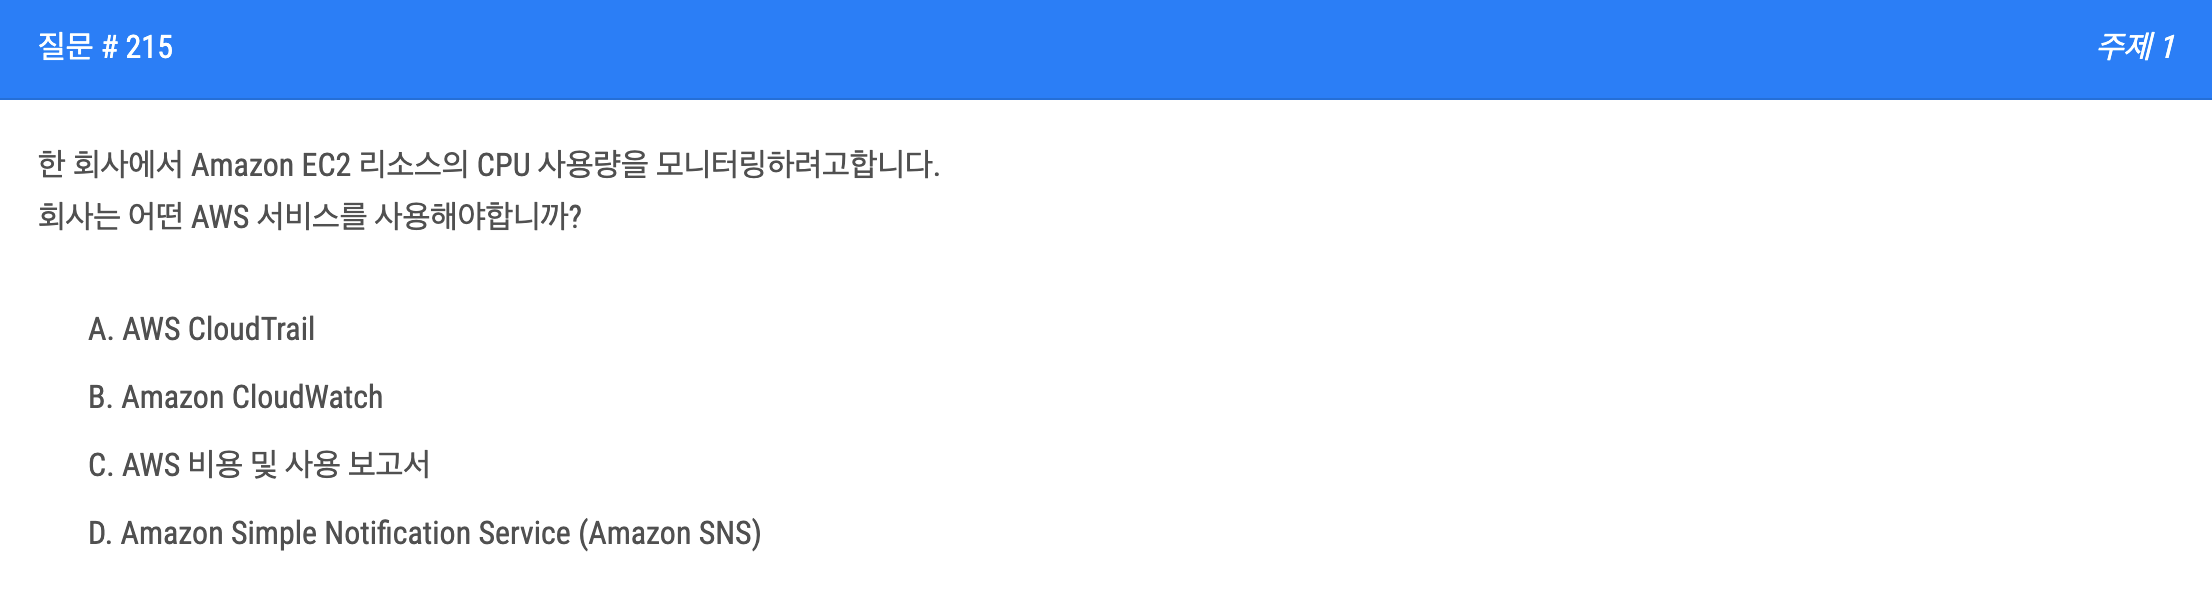 질문 # 215
주제 1
한 회사에서 Amazon EC2 리소스의 CPU 사용량을 모니터링하려고합니다.
회사는 어떤 AWS 서비스를 사용해야합니까?
A. AWS CloudTrail
B. Amazon CloudWatch
C. AWS 비용 및 사용 보고서
D. Amazon Simple Notification Service (Amazon SNS)